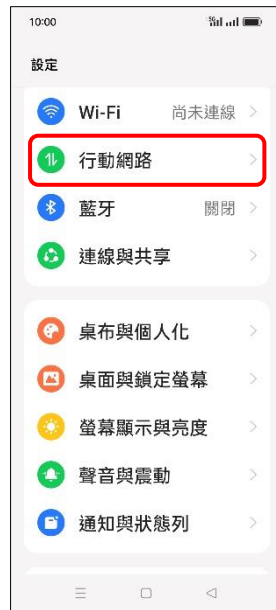 10:00
5G
設定
Wi-Fi 尚未連線
行動網路
藍牙 關閉
連線與共享
桌布與個人化
桌面與鎖定螢幕
螢幕顯示與亮度
聲音與震動
通知與狀態列